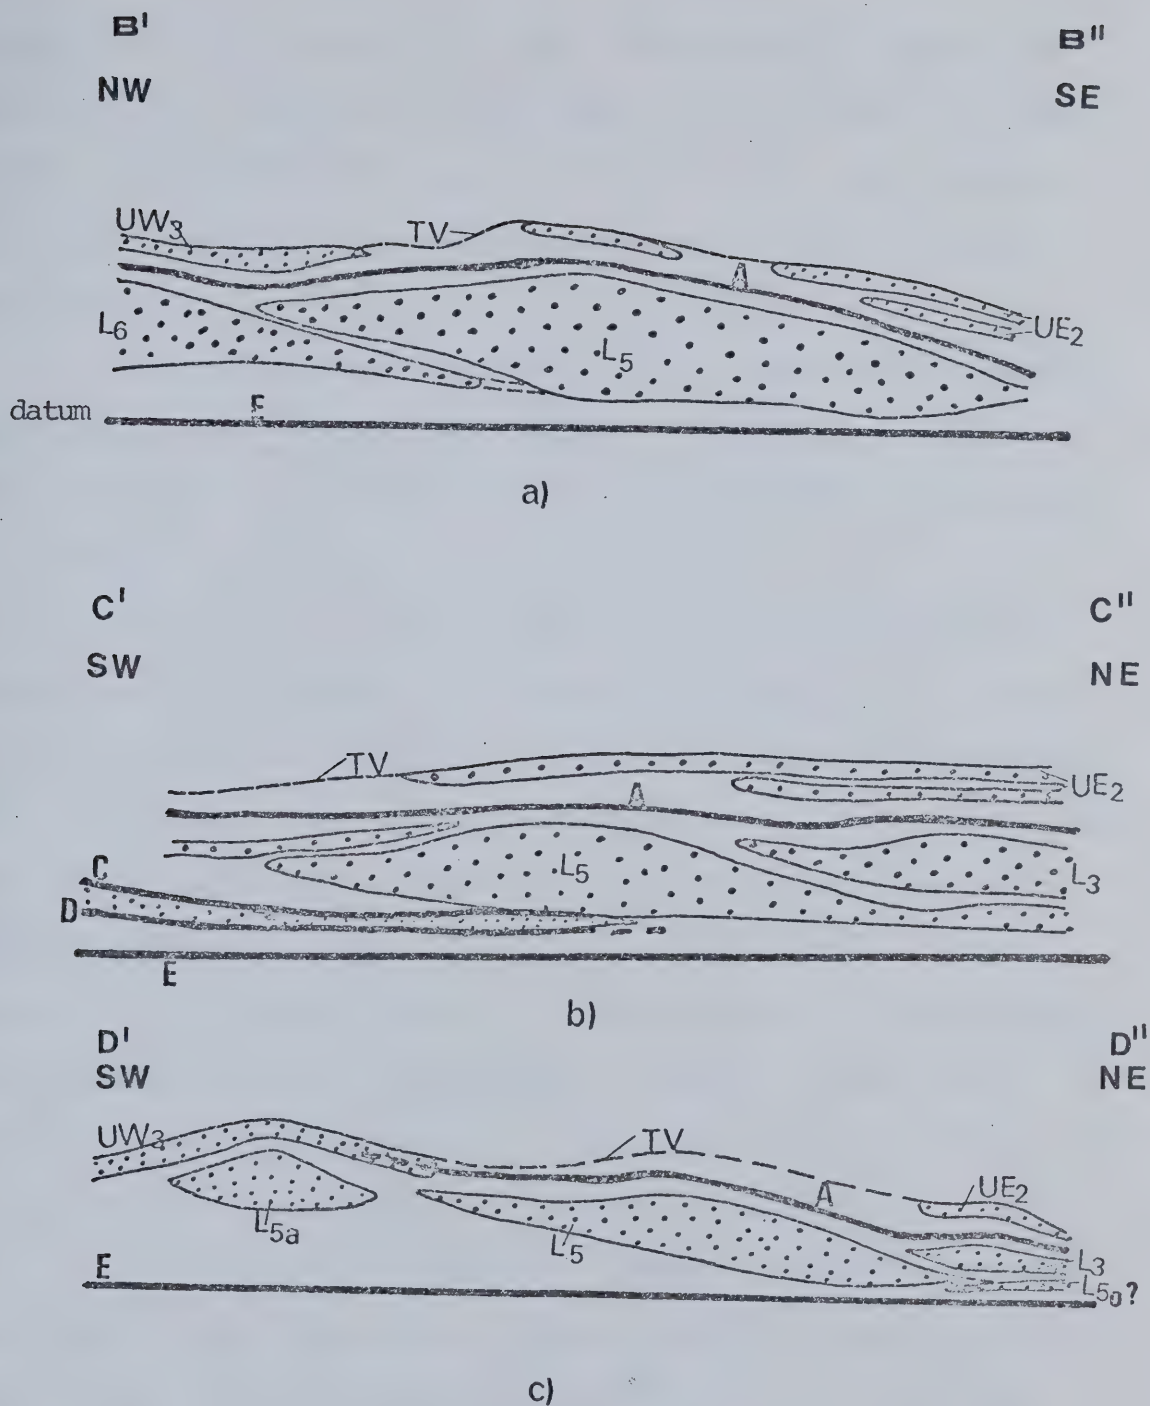 B' B"
NW SE
UW3 TV A
UE2
L6 L5
datum E
a)
C' C"
SW NE
TV A UE2
L5 L3
C
D
E
b)
D' D"
SW NE
UW3 TV A UE2
L5a L5 L3
E L5a?
c)